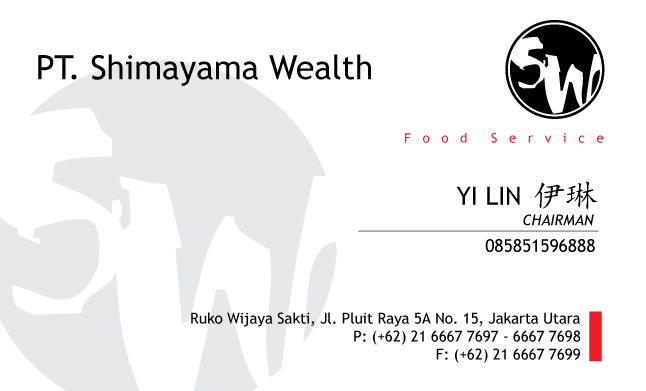 PT. Shimayama Wealth
SW
Food Service
YI LIN 伊琳
CHAIRMAN
085851596888
Ruko Wijaya Sakti, Jl. Pluit Raya 5A No. 15, Jakarta Utara
P: (+62) 21 6667 7697 - 6667 7698
F: (+62) 21 6667 7699
SW